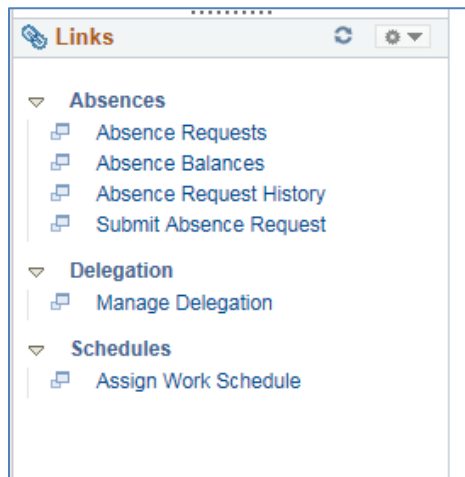 Links
Absences
Absence Requests
Absence Balances
Absence Request History
Submit Absence Request
Delegation
Manage Delegation
Schedules
Assign Work Schedule